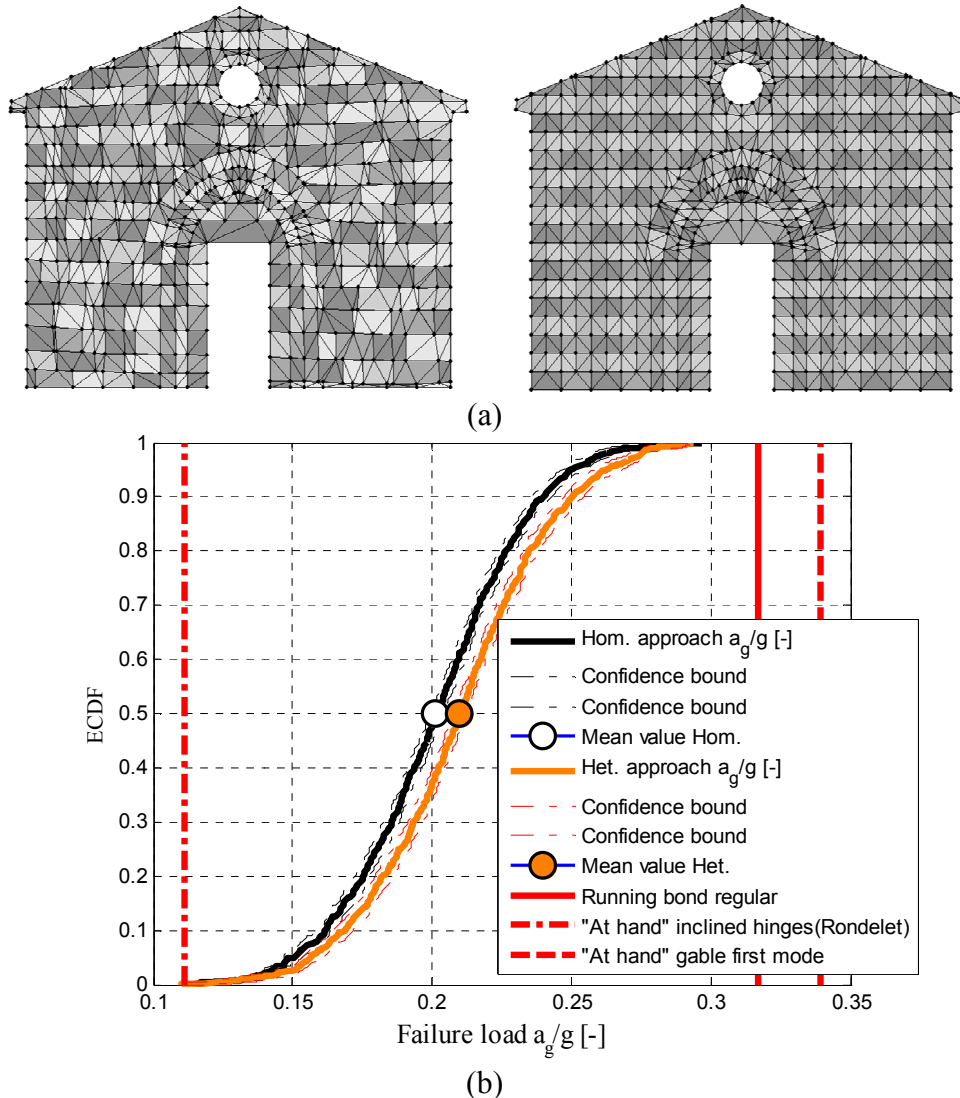 (a)
1
0.9
0.8
0.7
0.6
0.5
0.4
0.3
0.2
0.1
0
ECDF
Hom. approach a_g/g [-]
Confidence bound
Confidence bound
Mean value Hom.
Het. approach a_g/g [-]
Confidence bound
Confidence bound
Mean value Het.
Running bond regular
"At hand" inclined hinges(Rondelet)
"At hand" gable first mode
0.1 0.15 0.2 0.25 0.3 0.35
Failure load a_g/g [-]
(b)